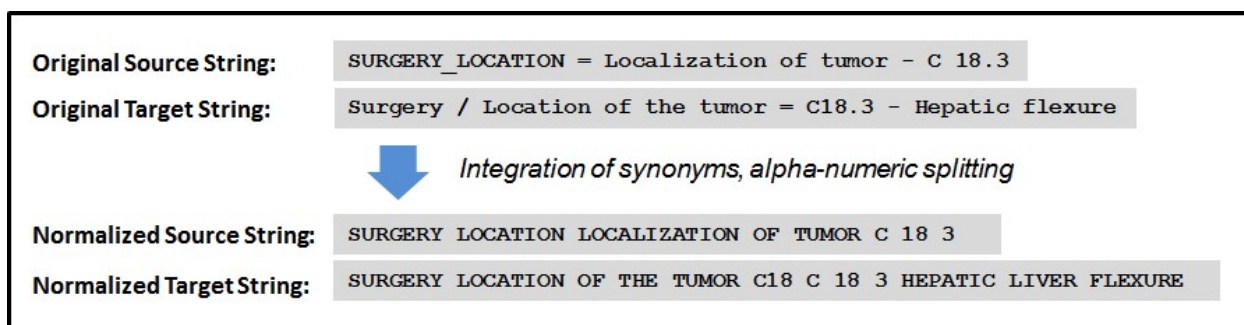 Original Source String: SURGERY_LOCATION = Localization of tumor - C 18.3
Original Target String: Surgery / Location of the tumor = C18.3 - Hepatic flexure
Integration of synonyms, alpha-numeric splitting
Normalized Source String: SURGERY LOCATION LOCALIZATION OF TUMOR C 18 3
Normalized Target String: SURGERY LOCATION OF THE TUMOR C18 C 18 3 HEPATIC LIVER FLEXURE